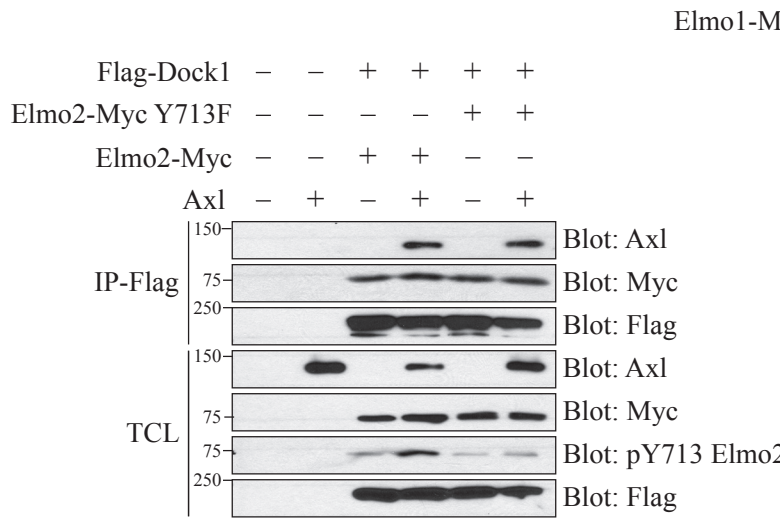 Elmo1-M
Flag-Dock1 – – + + + +
Elmo2-Myc Y713F – – – – + +
Elmo2-Myc – – + + – –
Axl – + – + – +
IP-Flag
150 Blot: Axl
75 Blot: Myc
250 Blot: Flag
TCL
150 Blot: Axl
75 Blot: Myc
75 Blot: pY713 Elmo2
250 Blot: Flag